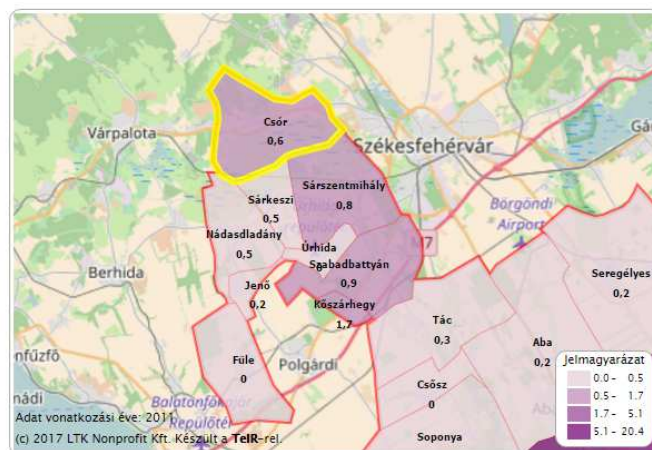 Várpalota
Csór
0,6
Székesfehérvár
Sárszentmihály
0,8
Sárkeszi
0,5
Nádasdladány
0,5
Úrhida
Szabadbattyán
0,9
M7
Börgöndi
Airport
Berhida
Jenő
0,2
Kőszárhegy
1,7
Seregélyes
0,2
Tác
0,3
Aba
0,2
Füle
0
Polgárdi
Csősz
0
Soponya
Balatonfőkajár
Repülőtér
Jelmagyarázat
0.0 - 0.5
0.5 - 1.7
1.7 - 5.1
5.1 - 20.4
Adat vonatkozási éve: 2011
(c) 2017 LTK Nonprofit Kft. Készült a TeIR-rel.